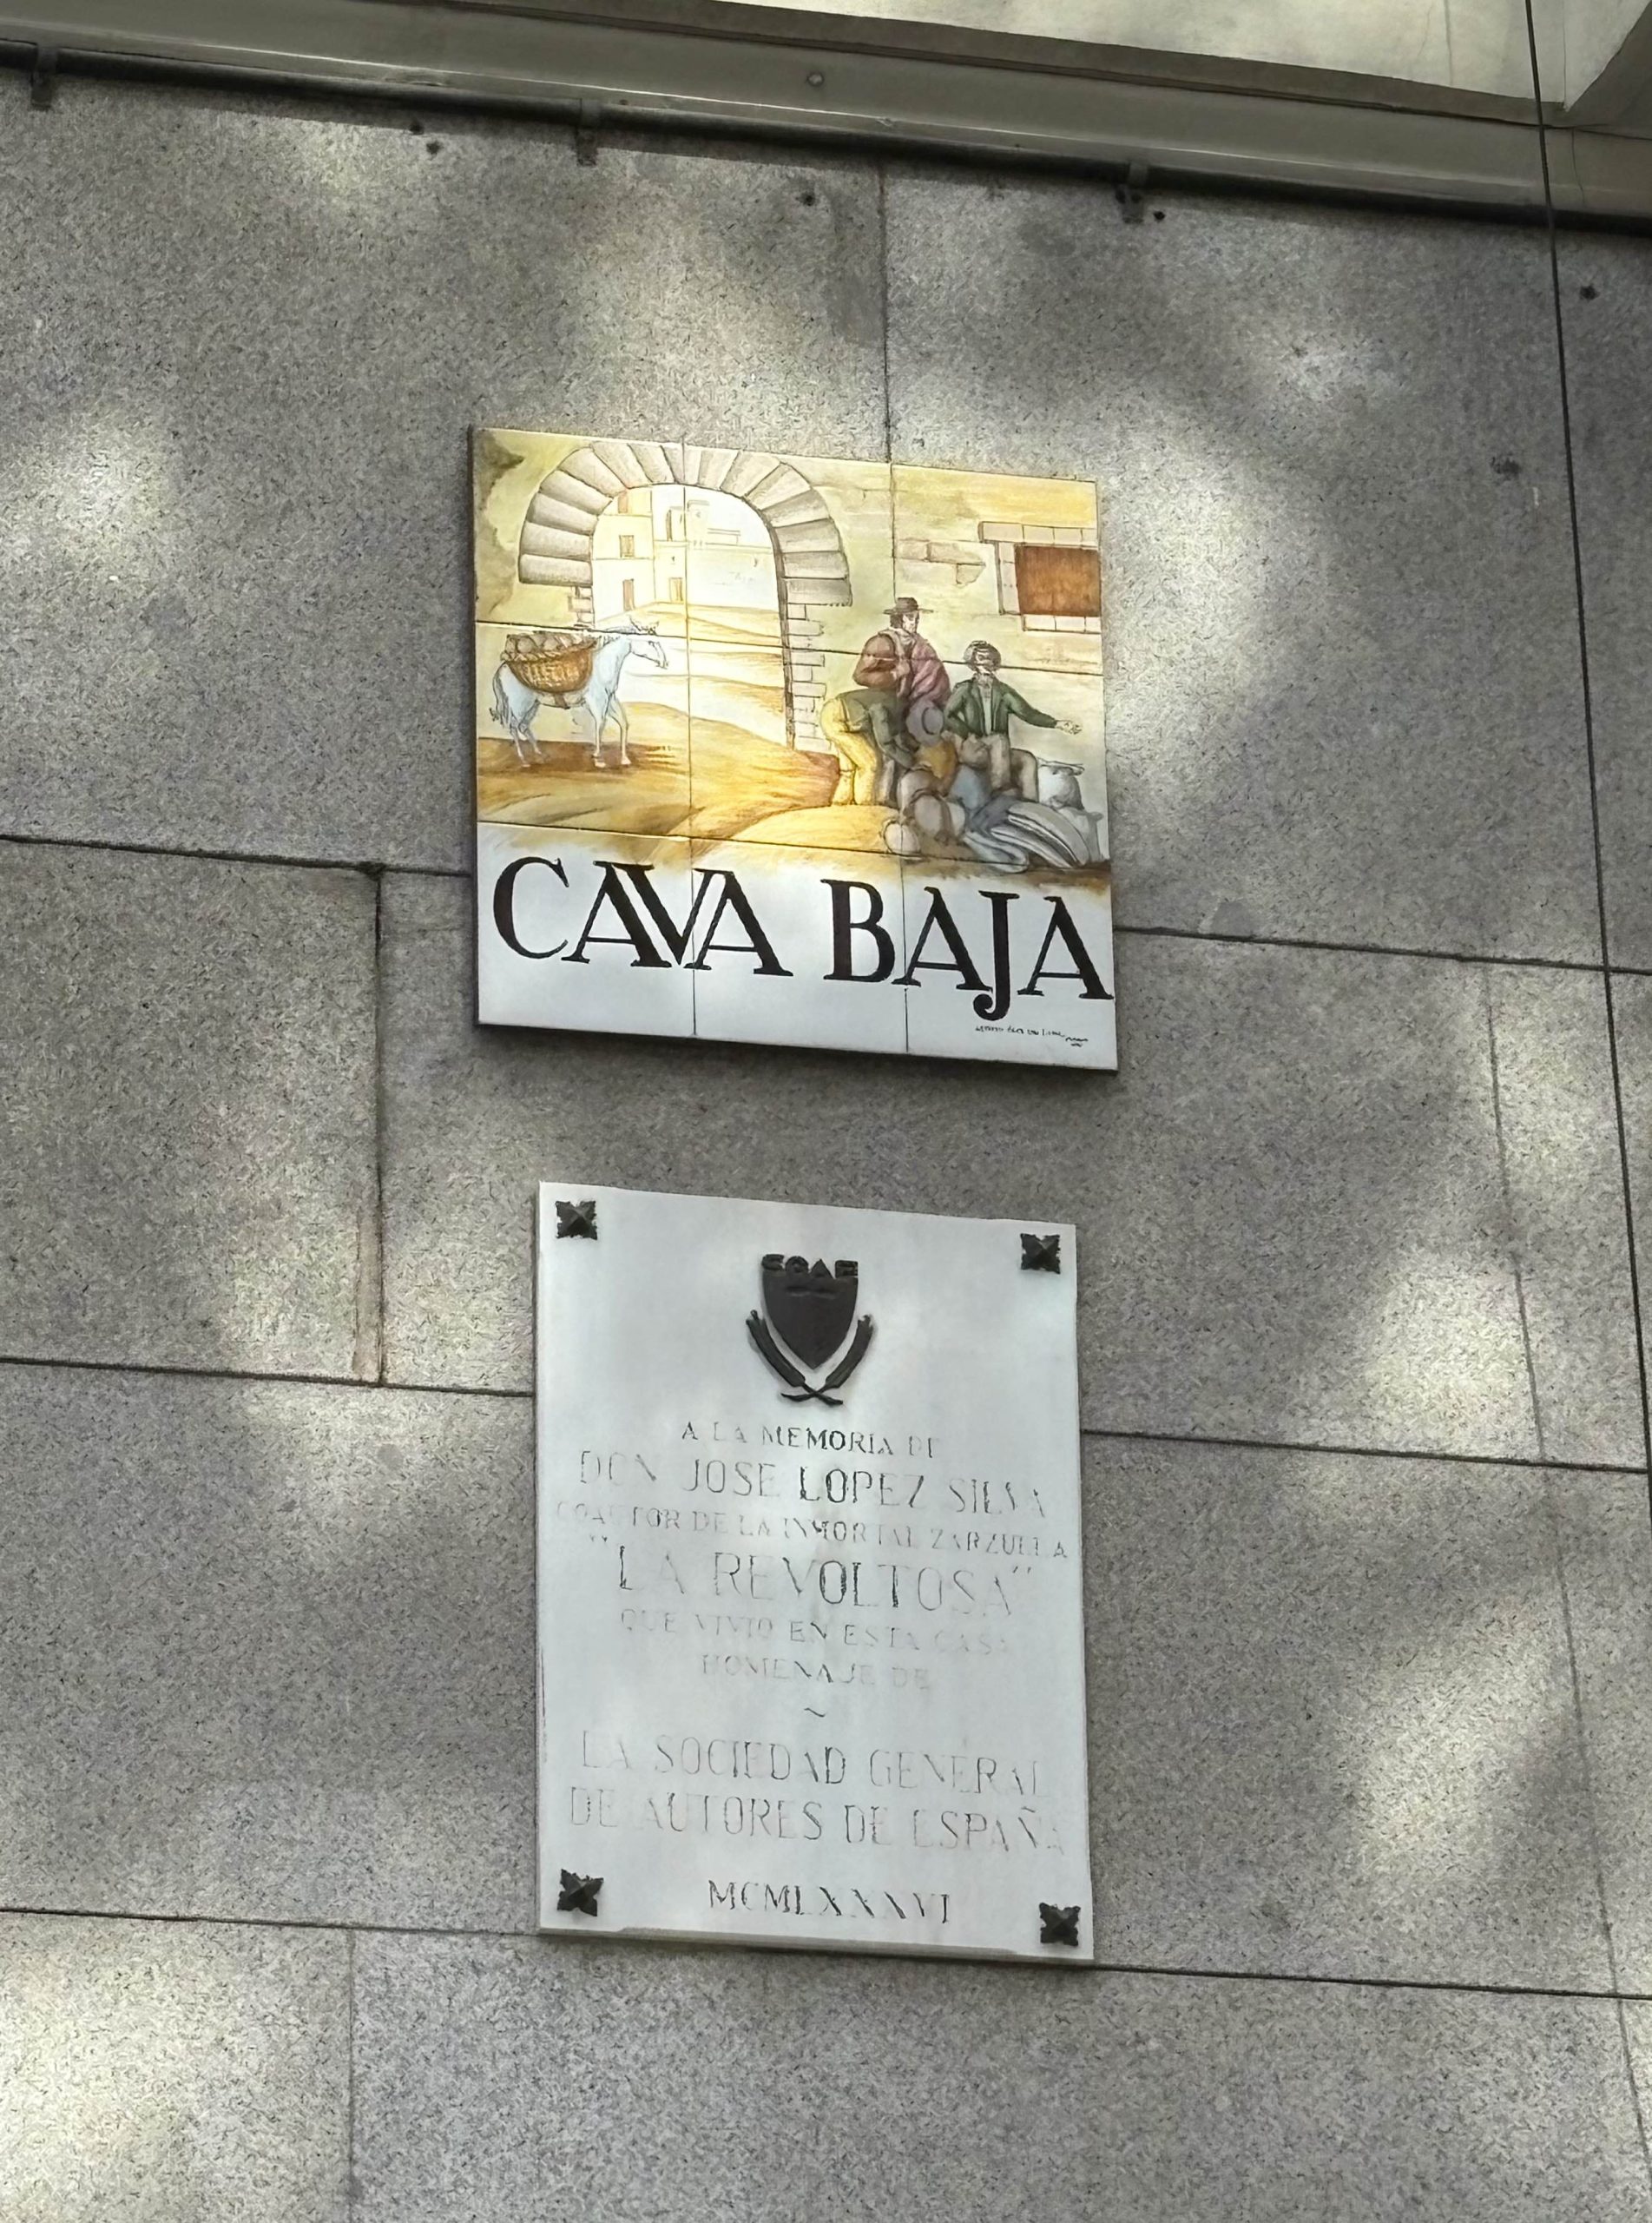 CAVA BAJA
SGAE
A LA MEMORIA DE
DON JOSE LOPEZ SILVA
COAUTOR DE LA INMORTAL ZARZUELA
"LA REVOLTOSA"
QUE VIVIO EN ESTA CASA
HOMENAJE DE
~
LA SOCIEDAD GENERAL
DE AUTORES DE ESPAÑA
MCMLXXXVI